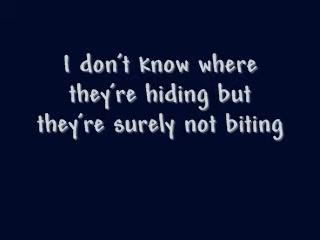 I don't know where
they're hiding but
they're surely not biting